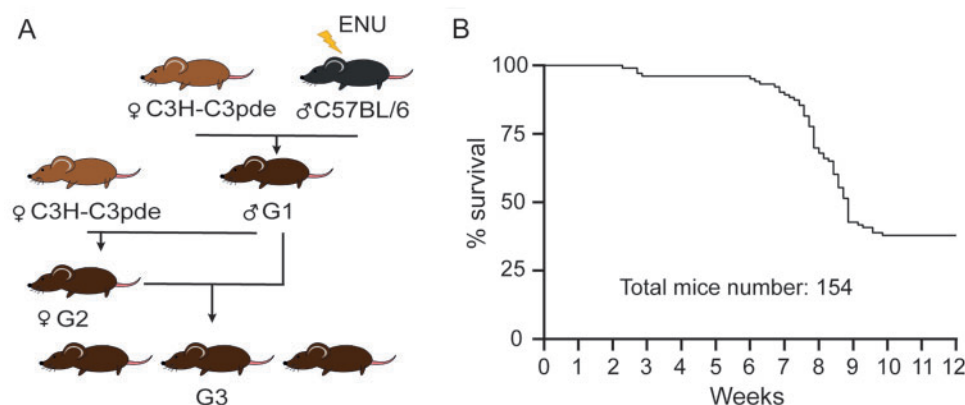 A
ENU
♀ C3H-C3pde
♂C57BL/6
♀ C3H-C3pde
♂G1
♀ G2
G3
B
% survival
100
75
50
25
0
Total mice number: 154
0 1 2 3 4 5 6 7 8 9 10 11 12
Weeks